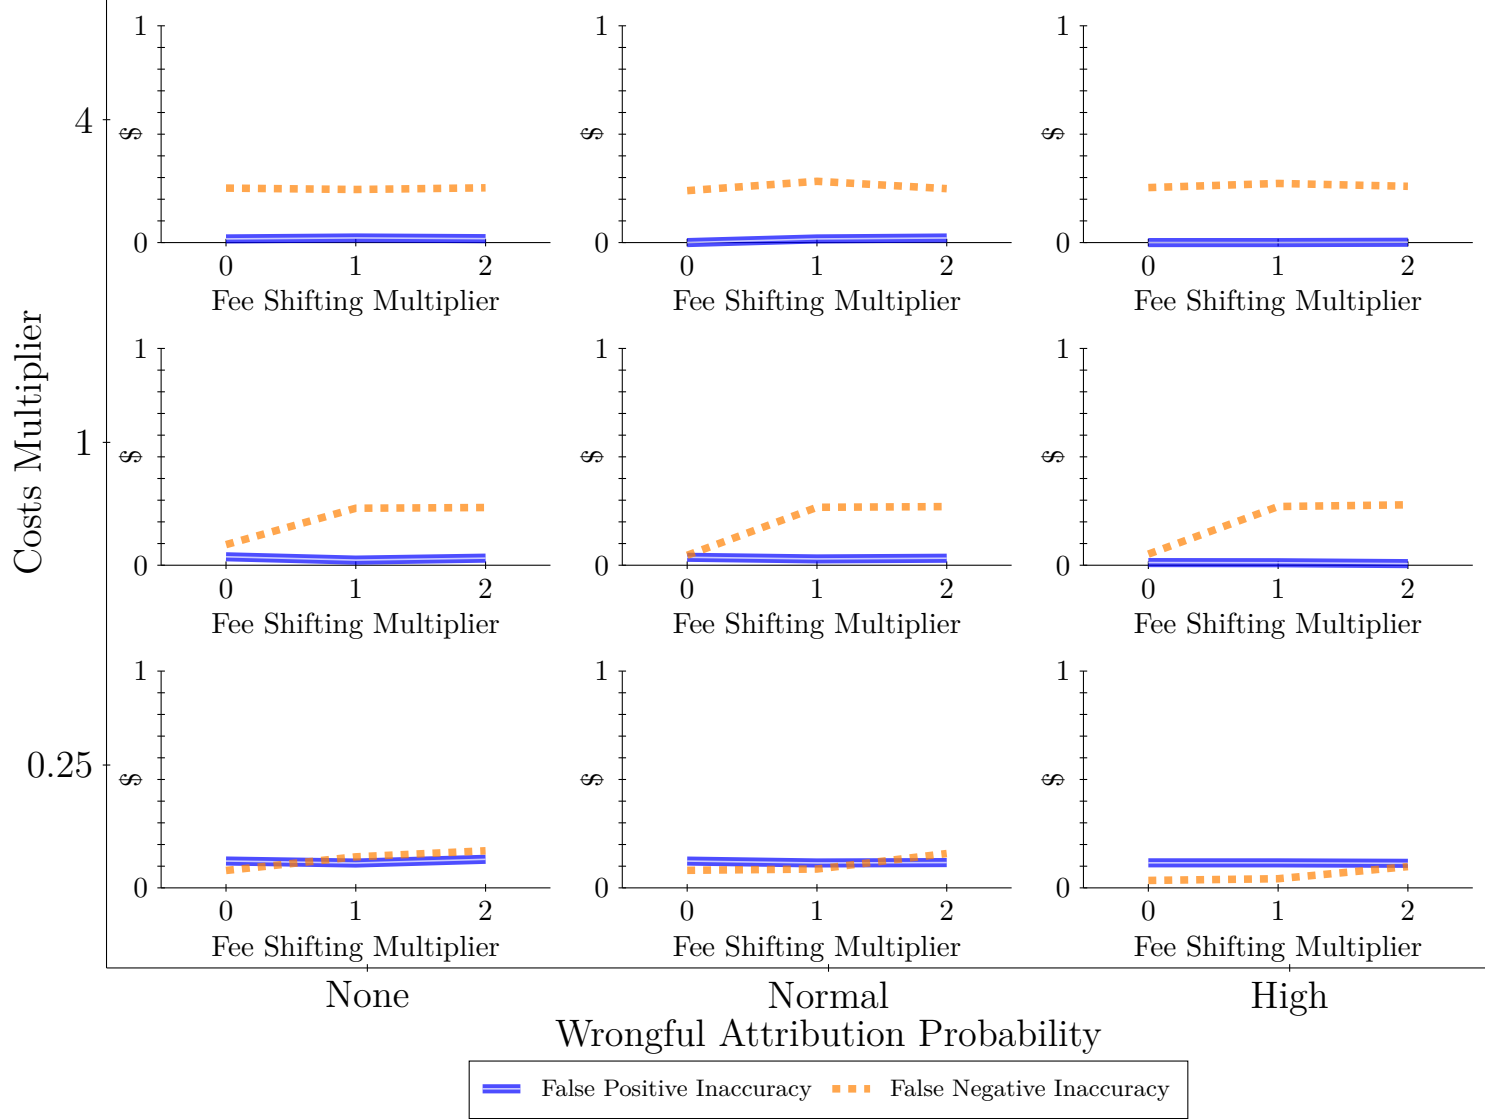 Costs Multiplier
4
1
$
0
0 1 2
Fee Shifting Multiplier
1
$
0
0 1 2
Fee Shifting Multiplier
1
$
0
0 1 2
Fee Shifting Multiplier
1
1
$
0
0 1 2
Fee Shifting Multiplier
1
$
0
0 1 2
Fee Shifting Multiplier
1
$
0
0 1 2
Fee Shifting Multiplier
0.25
1
$
0
0 1 2
Fee Shifting Multiplier
1
$
0
0 1 2
Fee Shifting Multiplier
1
$
0
0 1 2
Fee Shifting Multiplier
None Normal High
Wrongful Attribution Probability
False Positive Inaccuracy False Negative Inaccuracy